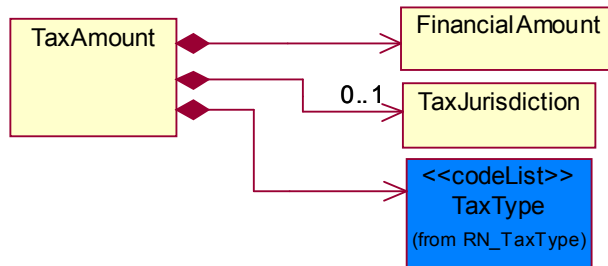 TaxAmount
FinancialAmount
0..1
TaxJurisdiction
<<codeList>>
TaxType
(from RN_TaxType)